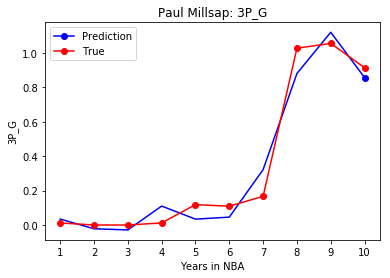 Paul Millsap: 3P_G
Prediction
True
3P_G
1.0
0.8
0.6
0.4
0.2
0.0
1 2 3 4 5 6 7 8 9 10
Years in NBA